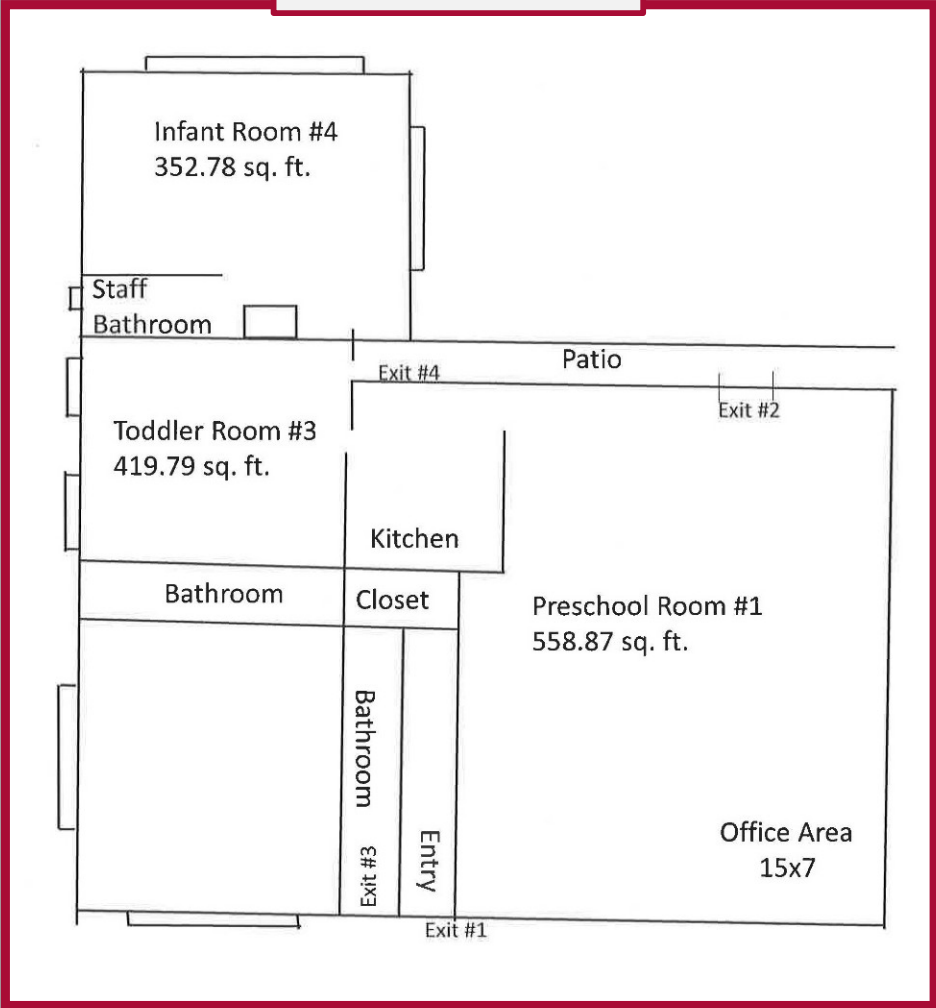 Infant Room #4
352.78 sq. ft.
Staff
Bathroom
Patio
Exit #4
Exit #2
Toddler Room #3
419.79 sq. ft.
Kitchen
Bathroom
Closet
Preschool Room #1
558.87 sq. ft.
Bathroom
Exit #3
Entry
Office Area
15x7
Exit #1